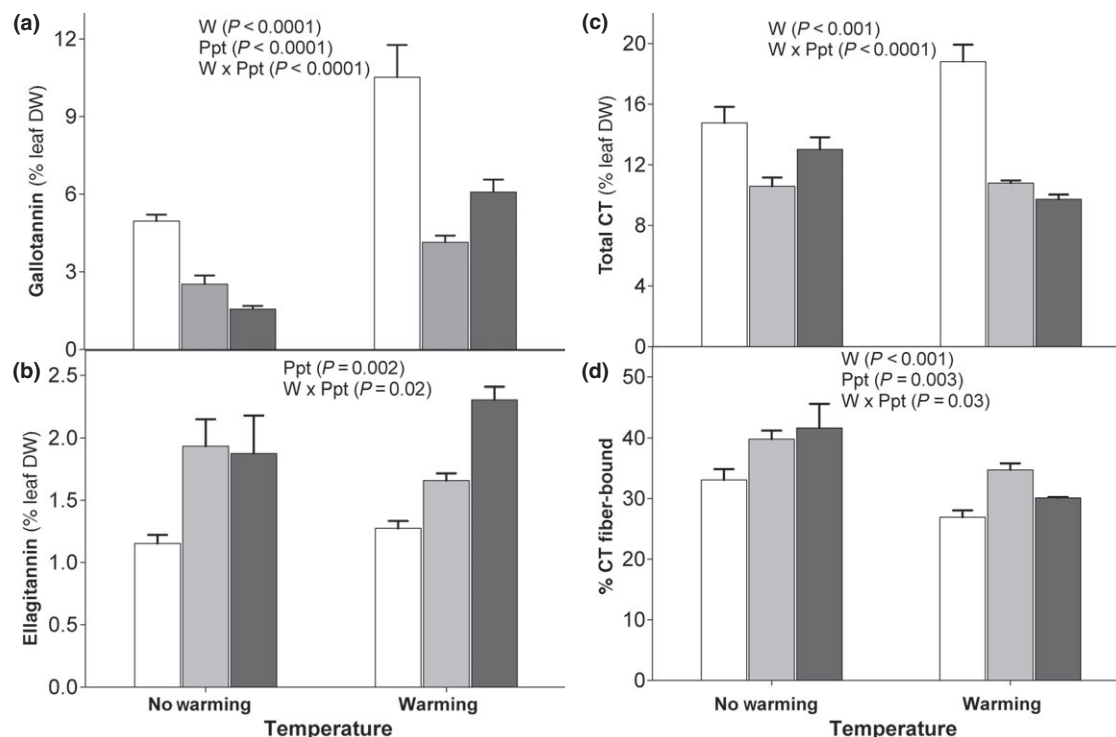 (a)
W (P < 0.0001)
Ppt (P < 0.0001)
W x Ppt (P < 0.0001)
12
9
6
3
0
Gallotannin (% leaf DW)
(b)
Ppt (P = 0.002)
W x Ppt (P = 0.02)
2.5
2.0
1.5
1.0
0.5
0.0
Ellagitannin (% leaf DW)
No warming
Warming
Temperature
(c)
W (P < 0.001)
W x Ppt (P < 0.0001)
20
16
12
8
4
0
Total CT (% leaf DW)
(d)
W (P < 0.001)
Ppt (P = 0.003)
W x Ppt (P = 0.03)
50
40
30
20
10
0
% CT fiber-bound
No warming
Warming
Temperature